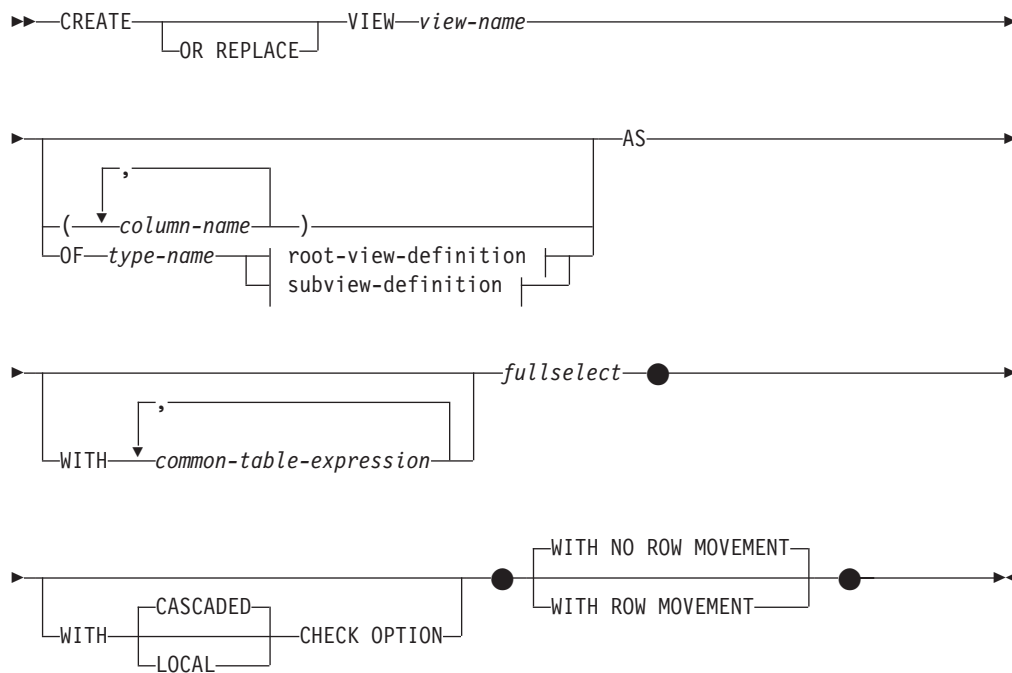 CREATE VIEW view-name
OR REPLACE
AS
,
( column-name )
OF type-name root-view-definition
subview-definition
fullselect
,
WITH common-table-expression
WITH NO ROW MOVEMENT
WITH ROW MOVEMENT
CASCADED
WITH CHECK OPTION
LOCAL